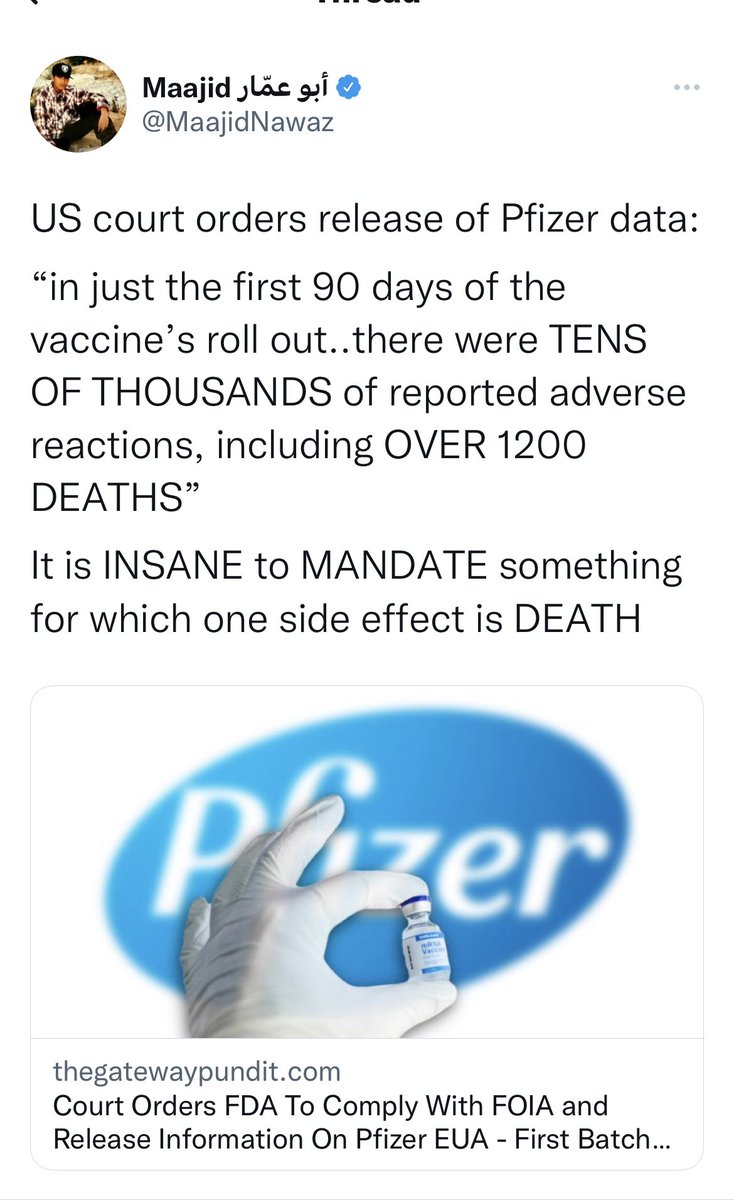 Thread
Maajid أبو عمّار
@MaajidNawaz
US court orders release of Pfizer data:
“in just the first 90 days of the
vaccine’s roll out..there were TENS
OF THOUSANDS of reported adverse
reactions, including OVER 1200
DEATHS”
It is INSANE to MANDATE something
for which one side effect is DEATH
Pfizer
mRNA
Vaccine
thegatewaypundit.com
Court Orders FDA To Comply With FOIA and
Release Information On Pfizer EUA - First Batch...